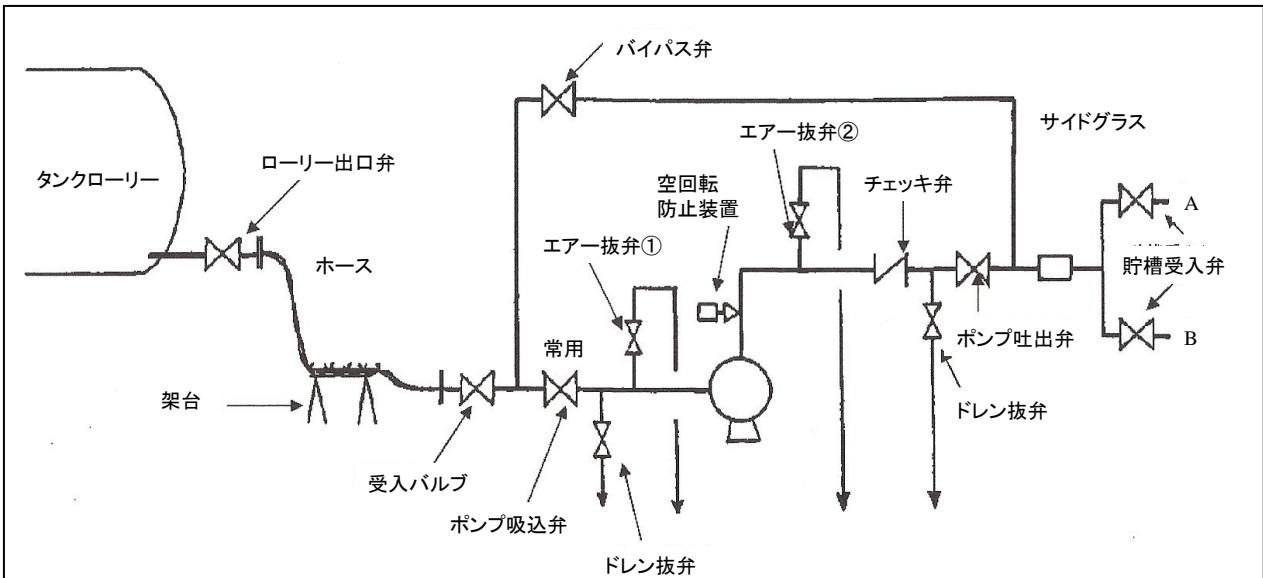 バイパス弁
サイドグラス
エアー抜弁②
ローリー出口弁
チェッキ弁
タンクローリー
空回転
防止装置
A
エアー抜弁①
ホース
貯槽受入弁
常用
ポンプ吐出弁
B
架台
ドレン抜弁
受入バルブ
ポンプ吸込弁
ドレン抜弁